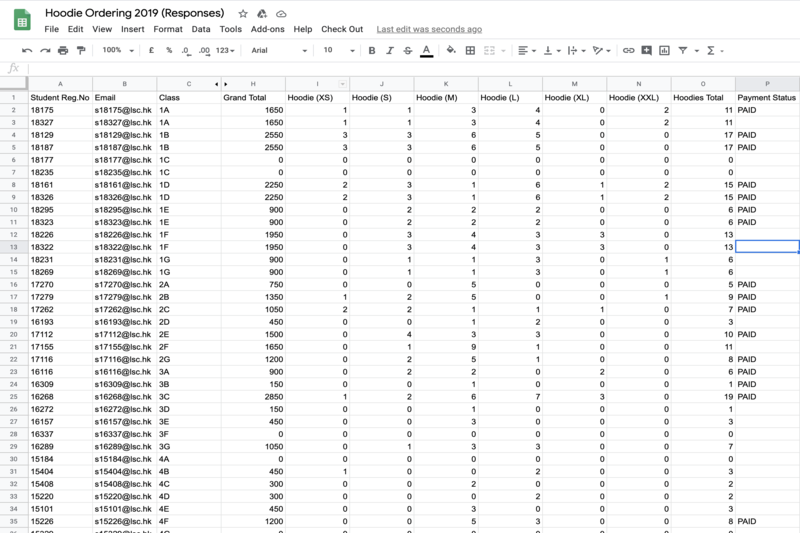 Hoodie Ordering 2019 (Responses)
File Edit View Insert Format Data Tools Add-ons Help Check Out Last edit was seconds ago
100% £ % .0 .00 123 Arial 10 B I S A
fx
A B C H I J K L M N O P
1 Student Reg.No Email Class Grand Total Hoodie (XS) Hoodie (S) Hoodie (M) Hoodie (L) Hoodie (XL) Hoodie (XXL) Hoodies Total Payment Status
2 18175 s18175@lsc.hk 1A 1650 1 1 3 4 0 2 11 PAID
3 18327 s18327@lsc.hk 1A 1650 1 1 3 4 0 2 11
4 18129 s18129@lsc.hk 1B 2550 3 3 6 5 0 0 17 PAID
5 18187 s18187@lsc.hk 1B 2550 3 3 6 5 0 0 17 PAID
6 18177 s18177@lsc.hk 1C 0 0 0 0 0 0 0 0
7 18235 s18235@lsc.hk 1C 0 0 0 0 0 0 0 0
8 18161 s18161@lsc.hk 1D 2250 2 3 1 6 1 2 15 PAID
9 18326 s18326@lsc.hk 1D 2250 2 3 1 6 1 2 15 PAID
10 18295 s18295@lsc.hk 1E 900 0 2 2 2 0 0 6 PAID
11 18323 s18323@lsc.hk 1E 900 0 2 2 2 0 0 6 PAID
12 18226 s18226@lsc.hk 1F 1950 0 3 4 3 3 0 13
13 18322 s18322@lsc.hk 1F 1950 0 3 4 3 3 0 13
14 18231 s18231@lsc.hk 1G 900 0 1 1 3 0 1 6
15 18269 s18269@lsc.hk 1G 900 0 1 1 3 0 1 6
16 17270 s17270@lsc.hk 2A 750 0 0 5 0 0 0 5 PAID
17 17279 s17279@lsc.hk 2B 1350 1 2 5 0 0 1 9 PAID
18 17262 s17262@lsc.hk 2C 1050 2 2 1 1 1 0 7 PAID
19 16193 s16193@lsc.hk 2D 450 0 0 1 2 0 0 3
20 17112 s17112@lsc.hk 2E 1500 0 4 3 3 0 0 10 PAID
21 17155 s17155@lsc.hk 2F 1650 0 1 9 1 0 0 11
22 17116 s17116@lsc.hk 2G 1200 0 2 5 1 0 0 8 PAID
23 16116 s16116@lsc.hk 3A 900 0 2 2 0 2 0 6 PAID
24 16309 s16309@lsc.hk 3B 150 0 0 1 0 0 0 1 PAID
25 16268 s16268@lsc.hk 3C 2850 1 2 6 7 3 0 19 PAID
26 16272 s16272@lsc.hk 3D 150 0 0 1 0 0 0 1
27 16157 s16157@lsc.hk 3E 450 0 0 3 0 0 0 3
28 16337 s16337@lsc.hk 3F 0 0 0 0 0 0 0 0
29 16289 s16289@lsc.hk 3G 1050 0 1 3 3 0 0 7
30 15184 s15184@lsc.hk 4A 0 0 0 0 0 0 0 0
31 15404 s15404@lsc.hk 4B 450 1 0 0 2 0 0 3
32 15408 s15408@lsc.hk 4C 300 0 0 2 0 0 0 2
33 15220 s15220@lsc.hk 4D 300 0 0 0 2 0 0 2
34 15101 s15101@lsc.hk 4E 450 0 0 3 0 0 0 3
35 15226 s15226@lsc.hk 4F 1200 0 0 5 3 0 0 8 PAID